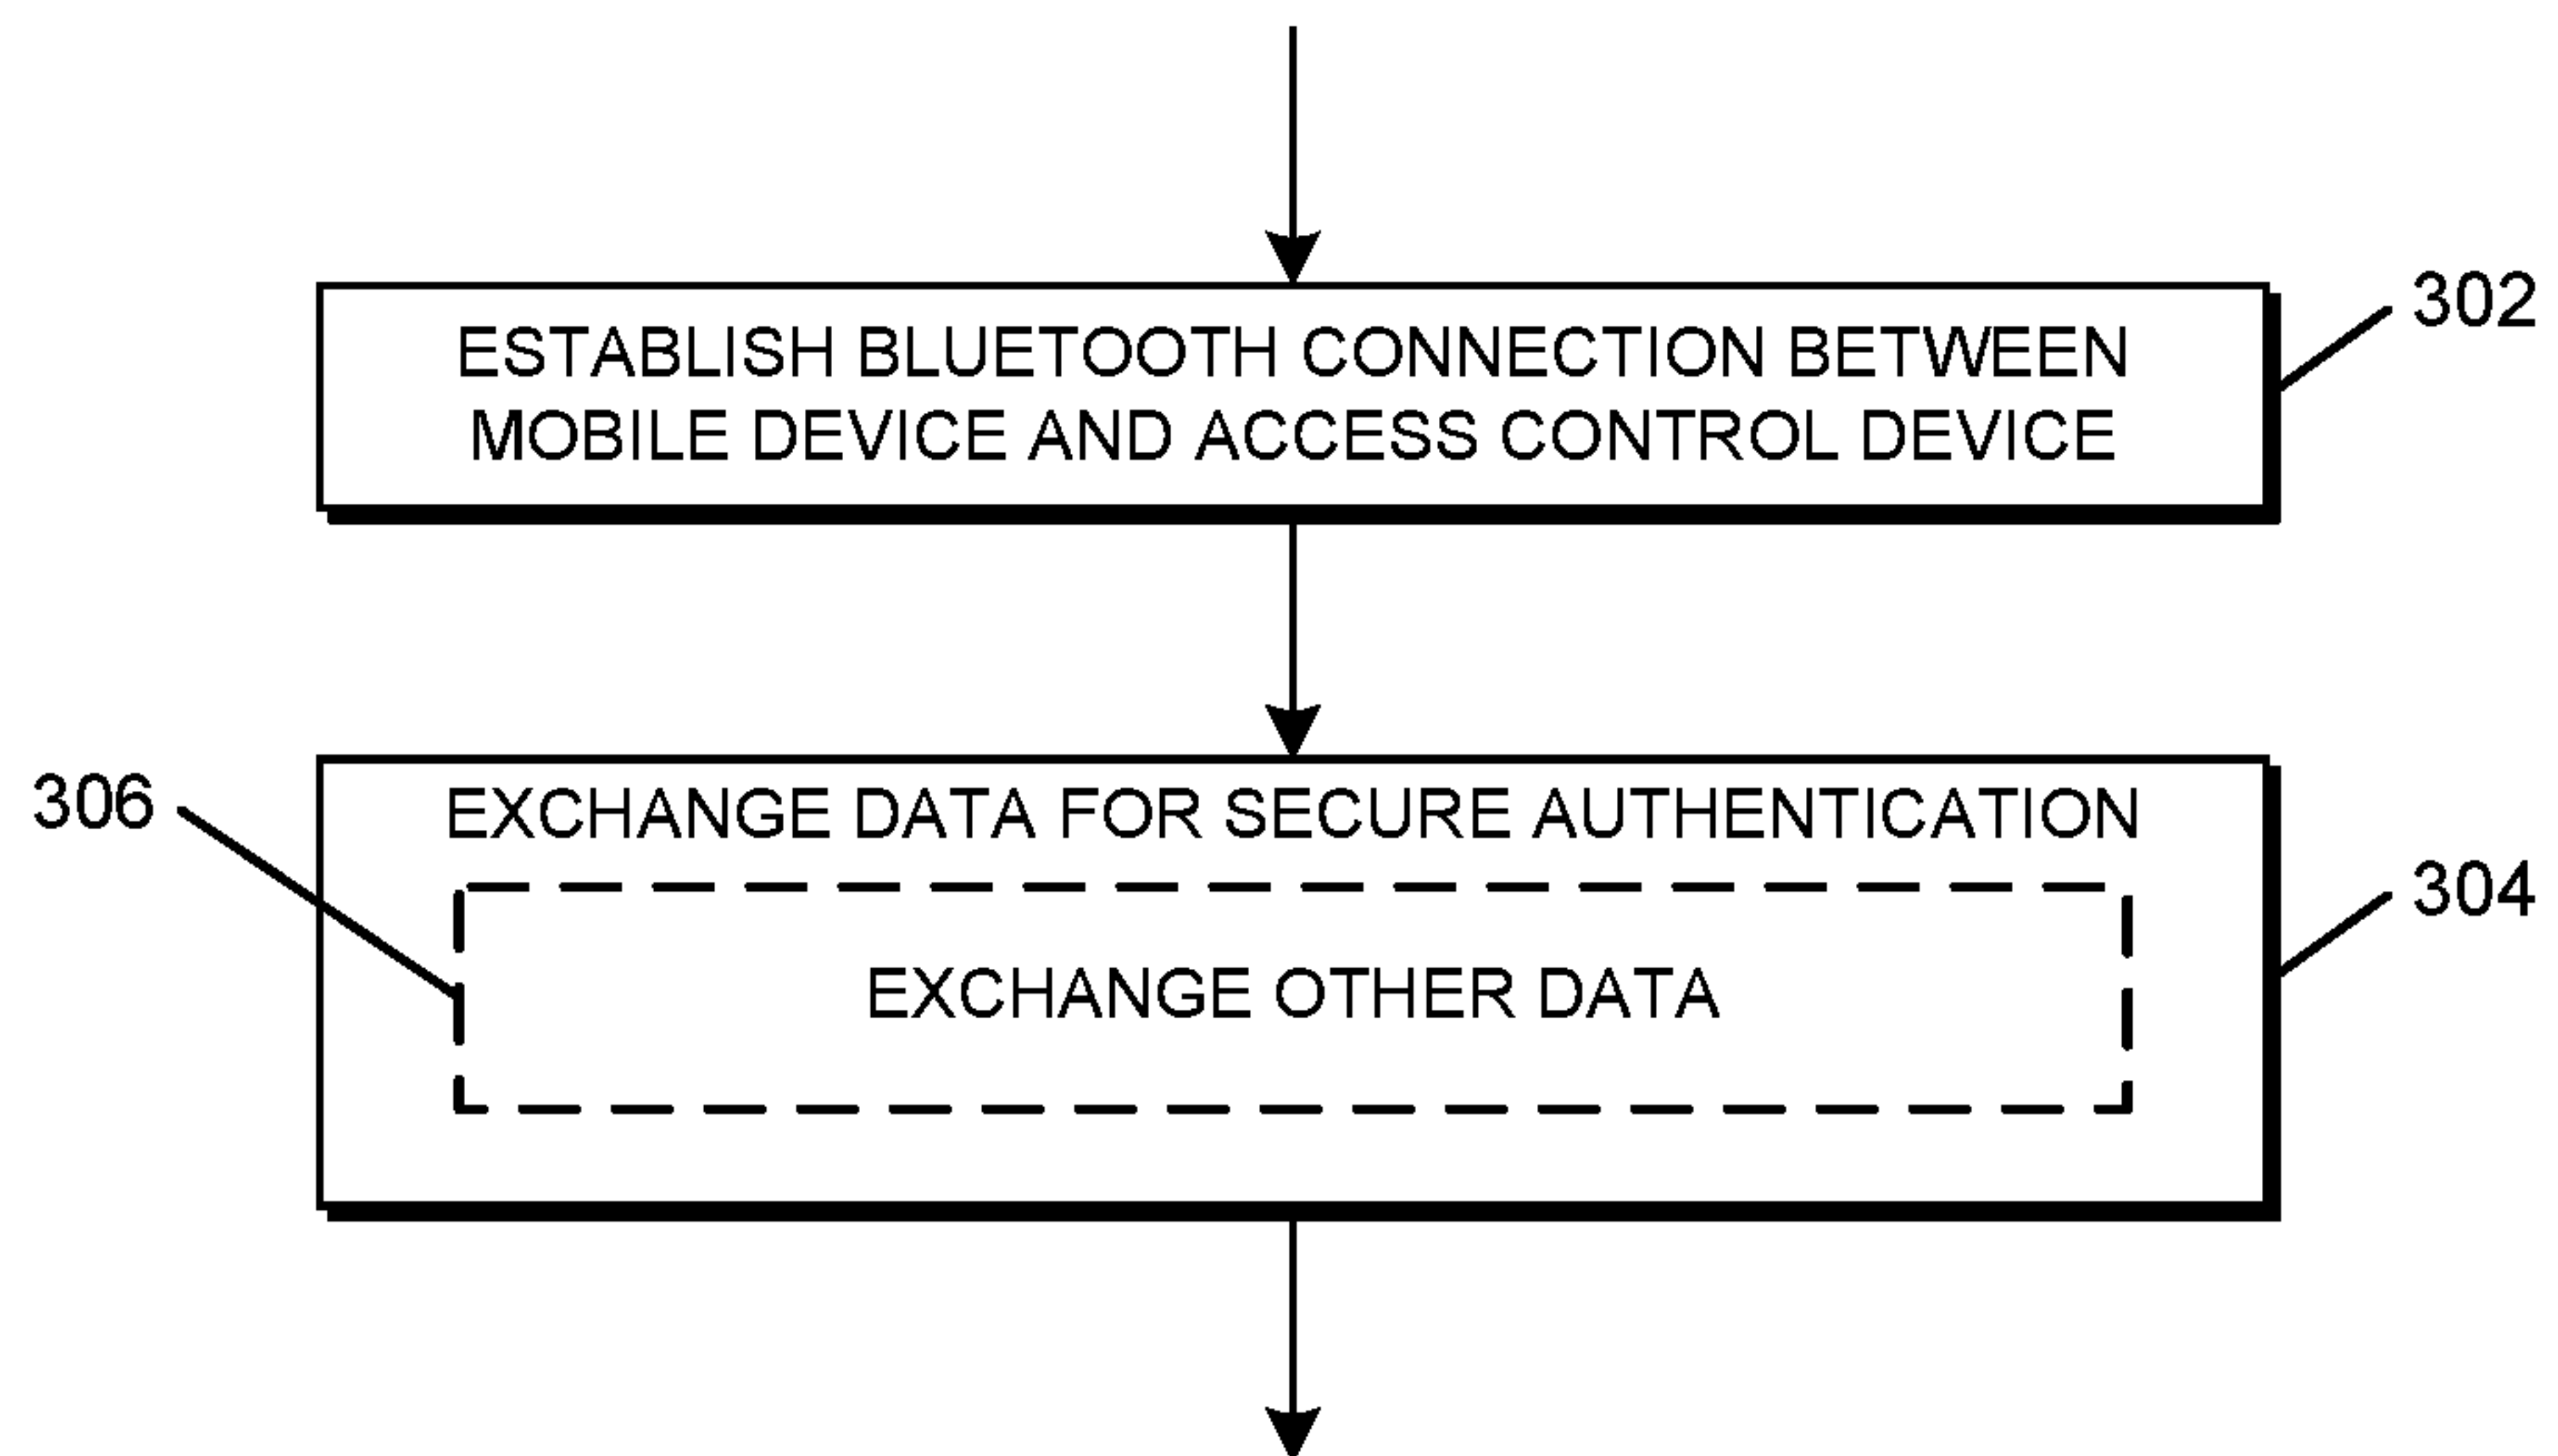 302
ESTABLISH BLUETOOTH CONNECTION BETWEEN
MOBILE DEVICE AND ACCESS CONTROL DEVICE
306
EXCHANGE DATA FOR SECURE AUTHENTICATION
304
EXCHANGE OTHER DATA